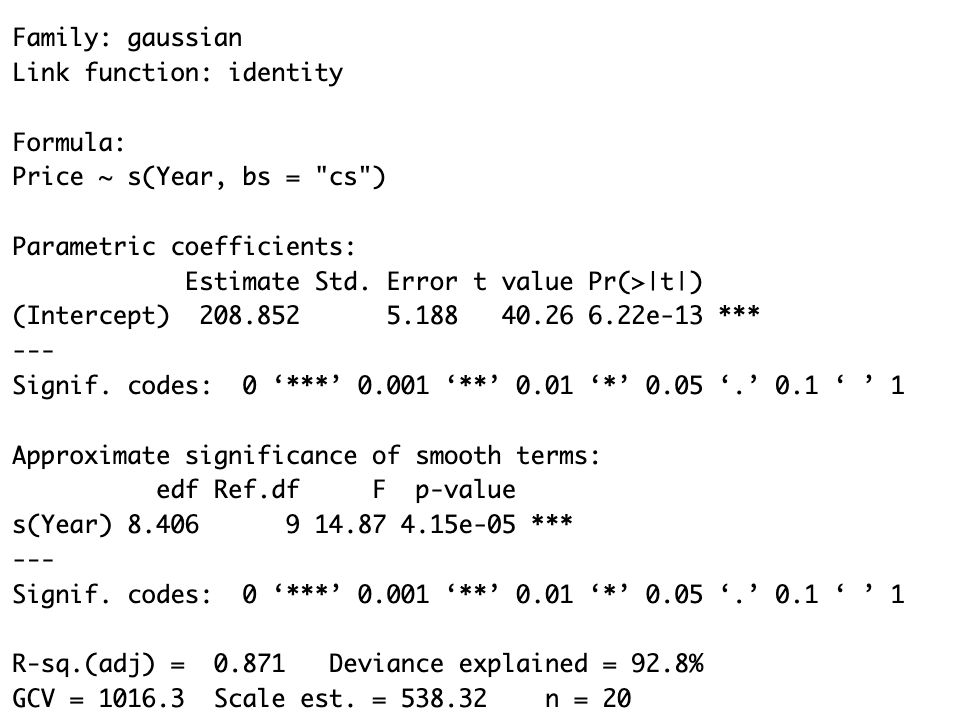 Family: gaussian
Link function: identity
Formula:
Price ~ s(Year, bs = "cs")
Parametric coefficients:
Estimate Std. Error t value Pr(>|t|)
(Intercept) 208.852 5.188 40.26 6.22e-13 ***
---
Signif. codes: 0 ‘***’ 0.001 ‘**’ 0.01 ‘*’ 0.05 ‘.’ 0.1 ‘ ’ 1
Approximate significance of smooth terms:
edf Ref.df F p-value
s(Year) 8.406 9 14.87 4.15e-05 ***
---
Signif. codes: 0 ‘***’ 0.001 ‘**’ 0.01 ‘*’ 0.05 ‘.’ 0.1 ‘ ’ 1
R-sq.(adj) = 0.871 Deviance explained = 92.8%
GCV = 1016.3 Scale est. = 538.32 n = 20